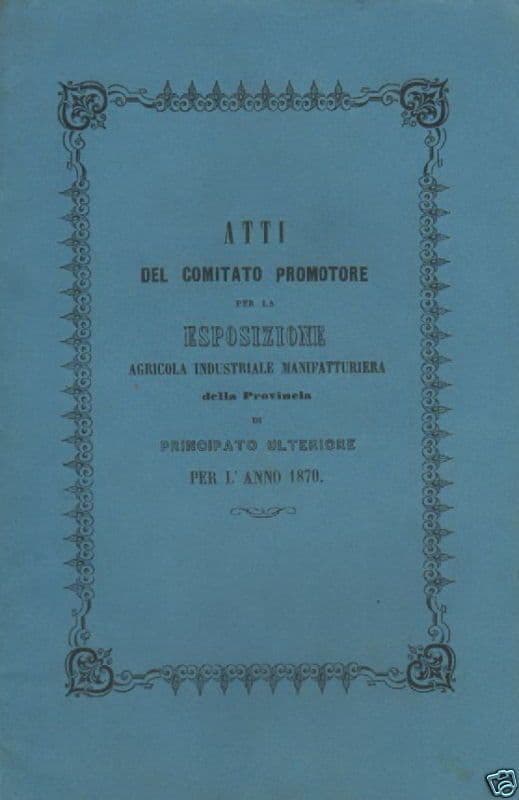 ATTI
DEL COMITATO PROMOTORE
PER LA
ESPOSIZIONE
AGRICOLA INDUSTRIALE MANIFATTURIERA
della Provincia
DI
PRINCIPATO ULTERIORE
PER L'ANNO 1870.